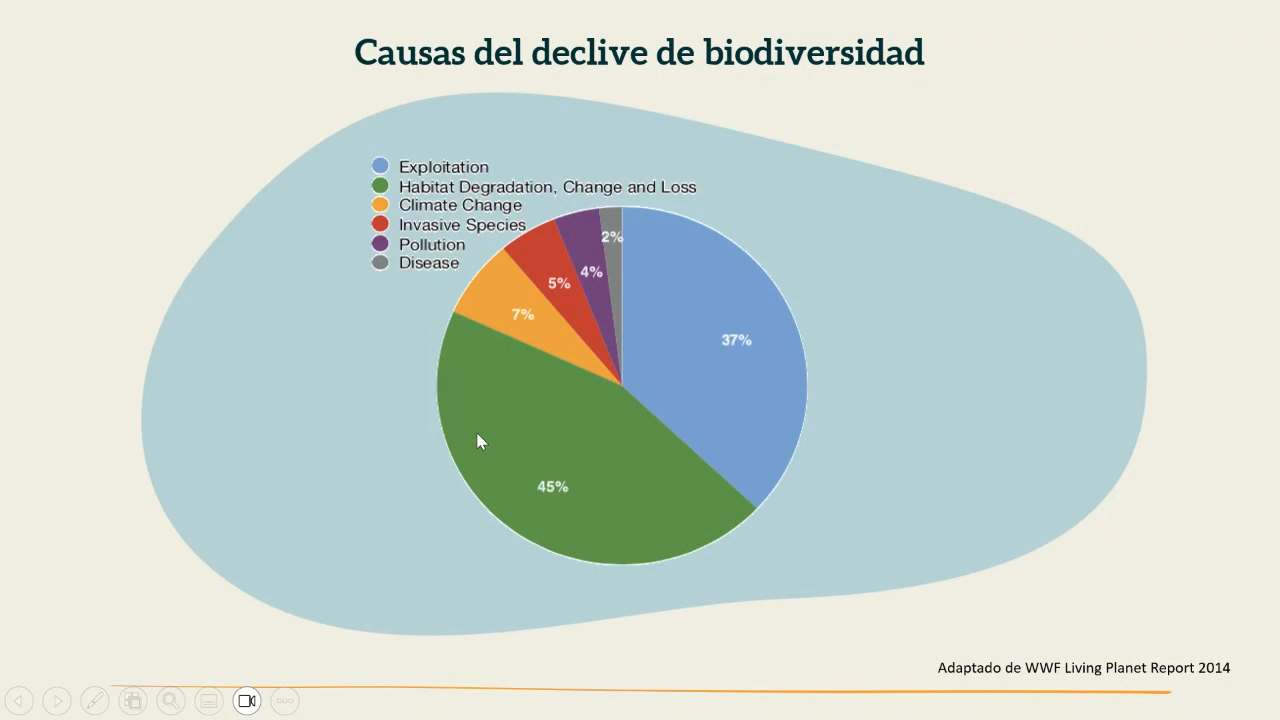 Causas del declive de biodiversidad
Exploitation
Habitat Degradation, Change and Loss
Climate Change
Invasive Species
Pollution
Disease
2%
4%
5%
7%
37%
45%
Adaptado de WWF Living Planet Report 2014